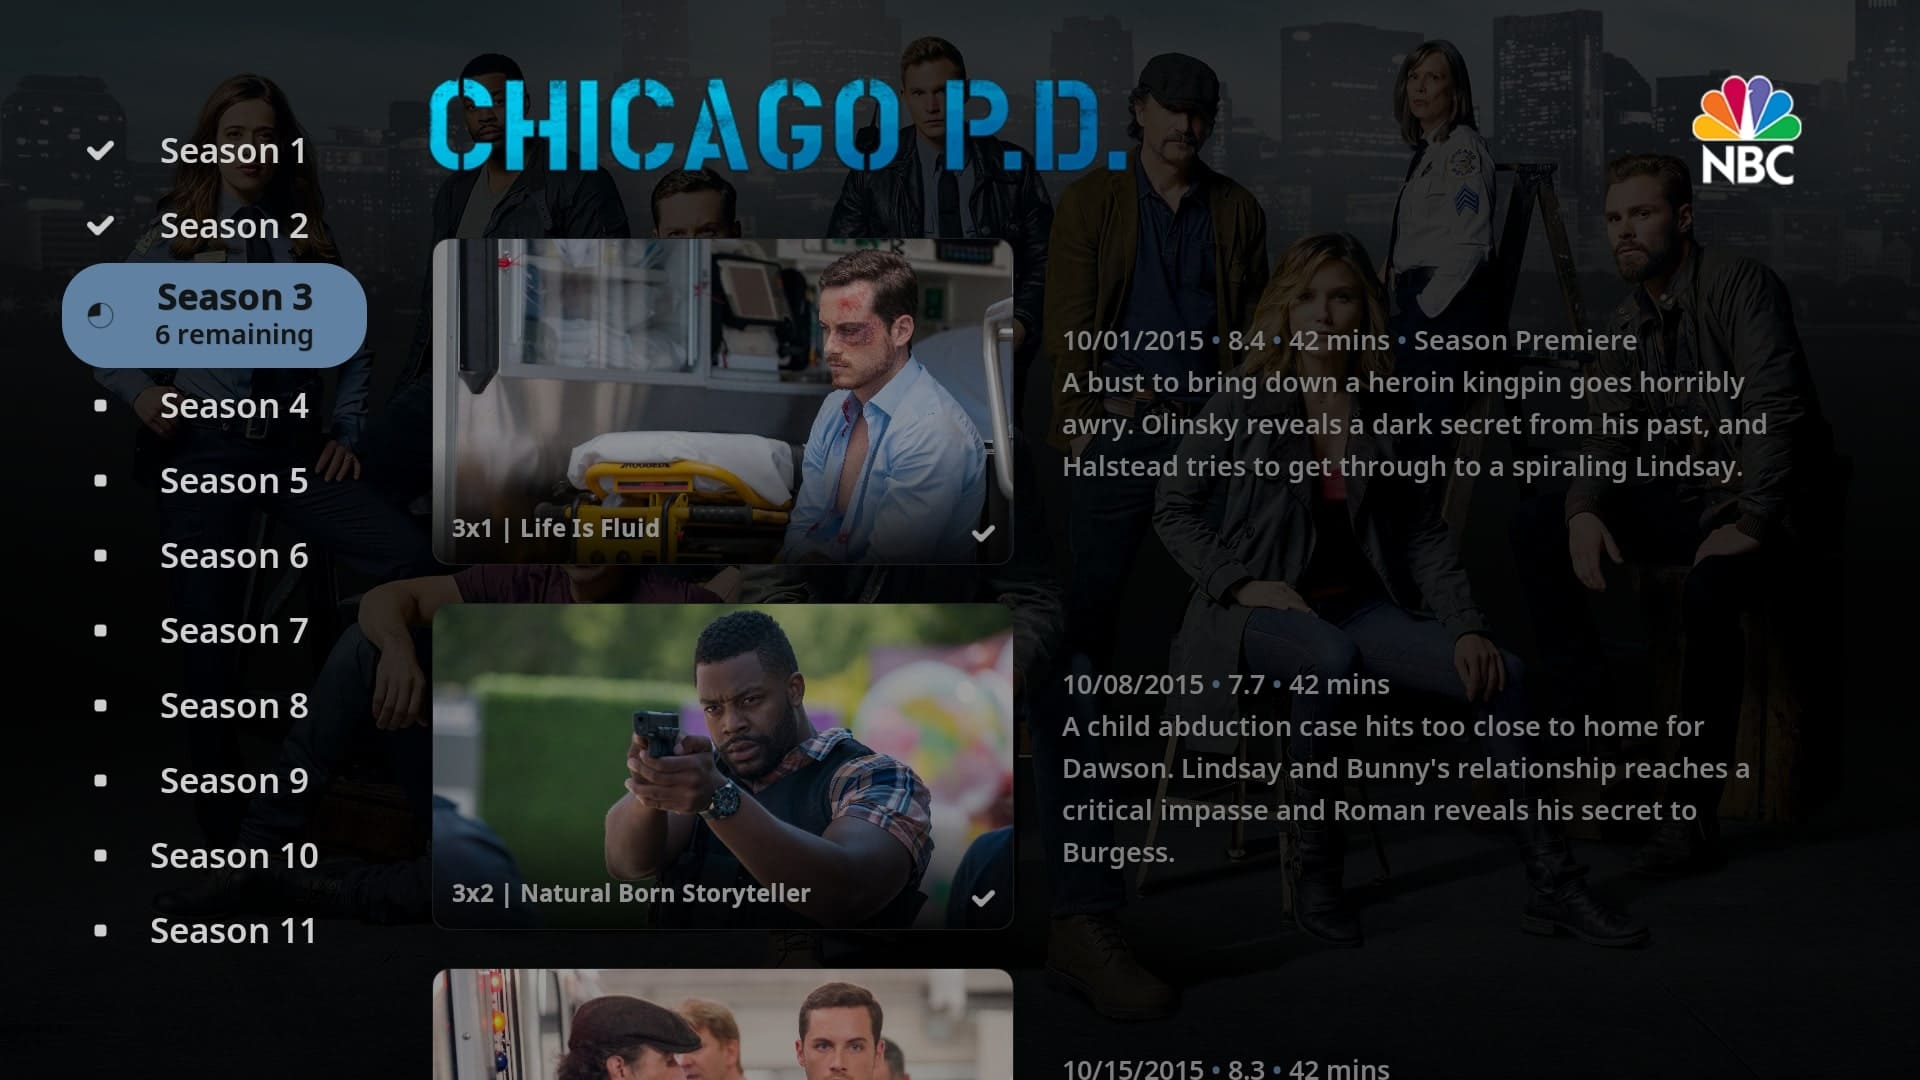 CHICAGO P.D.
NBC
Season 1
Season 2
Season 3
6 remaining
Season 4
Season 5
Season 6
Season 7
Season 8
Season 9
Season 10
Season 11
3x1 | Life Is Fluid
10/01/2015 • 8.4 • 42 mins • Season Premiere
A bust to bring down a heroin kingpin goes horribly
awry. Olinsky reveals a dark secret from his past, and
Halstead tries to get through to a spiraling Lindsay.
3x2 | Natural Born Storyteller
10/08/2015 • 7.7 • 42 mins
A child abduction case hits too close to home for
Dawson. Lindsay and Bunny's relationship reaches a
critical impasse and Roman reveals his secret to
Burgess.
10/15/2015 • 8.3 • 42 mins